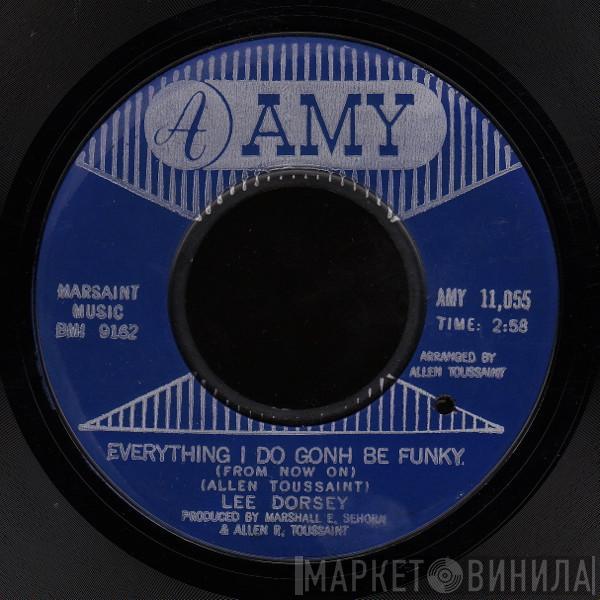 A AMY
MARSAINT
MUSIC
BMI 9162
AMY 11,055
TIME: 2:58
ARRANGED BY
ALLEN TOUSSAINT
EVERYTHING I DO GONH BE FUNKY
(FROM NOW ON)
(ALLEN TOUSSAINT)
LEE DORSEY
PRODUCED BY MARSHALL E. SEHORN
& ALLEN R. TOUSSAINT
МАРКЕТ ВИНИЛА